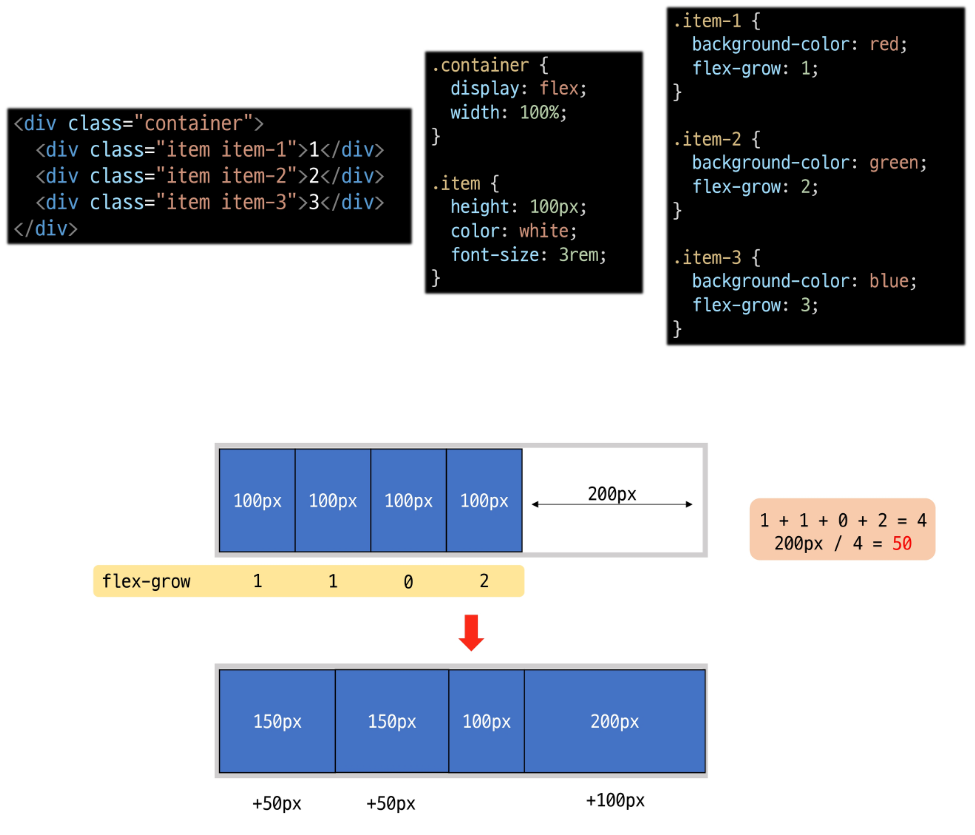 <div class="container">
  <div class="item item-1">1</div>
  <div class="item item-2">2</div>
  <div class="item item-3">3</div>
</div>
.container {
  display: flex;
  width: 100%;
}
.item {
  height: 100px;
  color: white;
  font-size: 3rem;
}
.item-1 {
  background-color: red;
  flex-grow: 1;
}
.item-2 {
  background-color: green;
  flex-grow: 2;
}
.item-3 {
  background-color: blue;
  flex-grow: 3;
}
100px 100px 100px 100px 200px
1 + 1 + 0 + 2 = 4
200px / 4 = 50
flex-grow 1 1 0 2
150px 150px 100px 200px
+50px +50px +100px